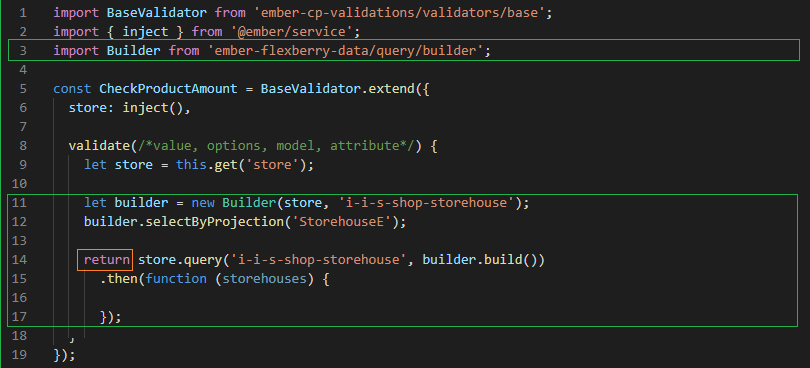 1 import BaseValidator from 'ember-cp-validations/validators/base';
2 import { inject } from '@ember/service';
3 import Builder from 'ember-flexberry-data/query/builder';
4
5 const CheckProductAmount = BaseValidator.extend({
6   store: inject(),
7
8   validate(/*value, options, model, attribute*/) {
9     let store = this.get('store');
10
11     let builder = new Builder(store, 'i-i-s-shop-storehouse');
12     builder.selectByProjection('StorehouseE');
13
14     return store.query('i-i-s-shop-storehouse', builder.build())
15       .then(function (storehouses) {
16
17       });
18
19 });